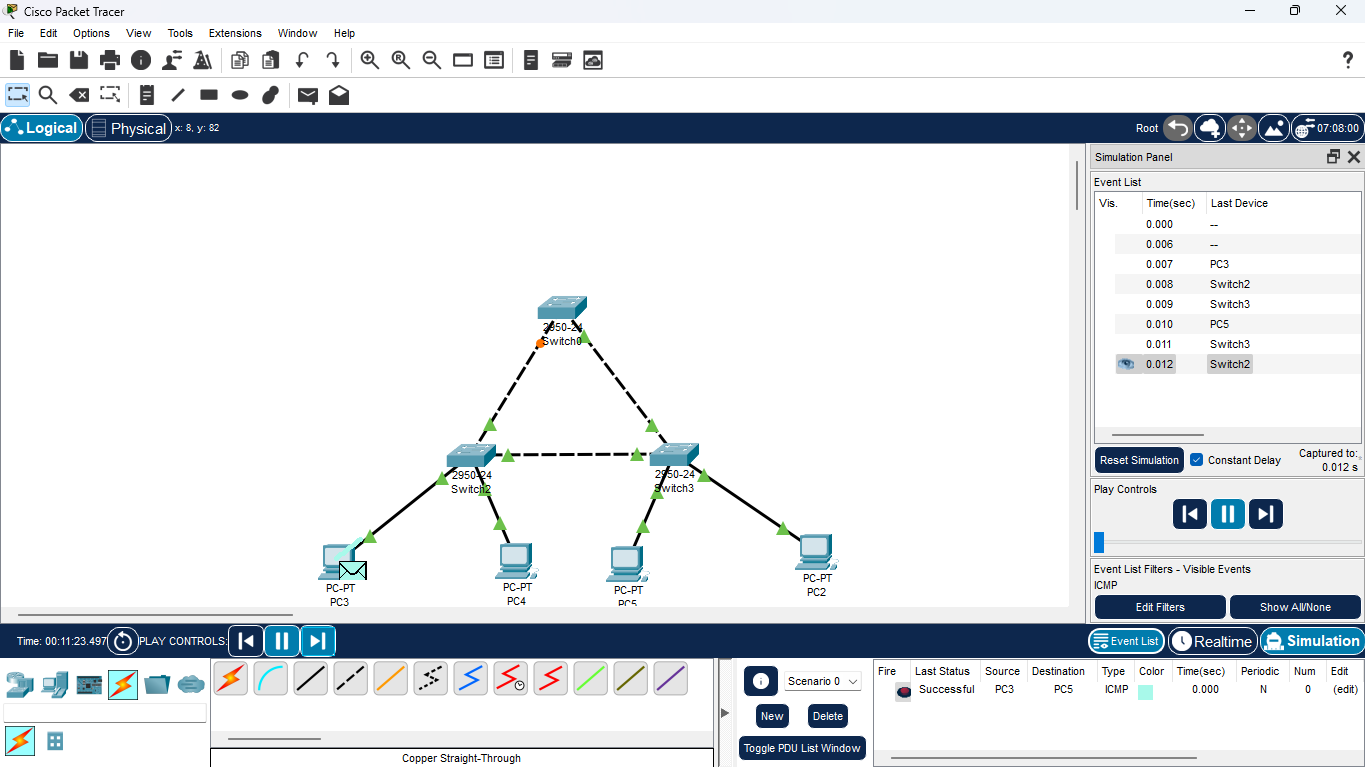 Cisco Packet Tracer
File Edit Options View Tools Extensions Window Help
Logical Physical x: 8, y: 82 Root 07:08:00
Simulation Panel
Event List
Vis. Time(sec) Last Device
0.000 --
0.006 --
0.007 PC3
0.008 Switch2
0.009 Switch3
0.010 PC5
0.011 Switch3
0.012 Switch2
Reset Simulation Constant Delay Captured to:
0.012 s
Play Controls
Event List Filters - Visible Events
ICMP
Edit Filters Show All/None
2950-24
Switch0
2950-24
Switch2
2950-24
Switch3
PC-PT
PC3
PC-PT
PC4
PC-PT
PC5
PC-PT
PC2
Time: 00:11:23.497 PLAY CONTROLS:
Event List Realtime Simulation
Scenario 0
New Delete
Toggle PDU List Window
Fire Last Status Source Destination Type Color Time(sec) Periodic Num Edit
Successful PC3 PC5 ICMP 0.000 N 0 (edit)
Copper Straight-Through